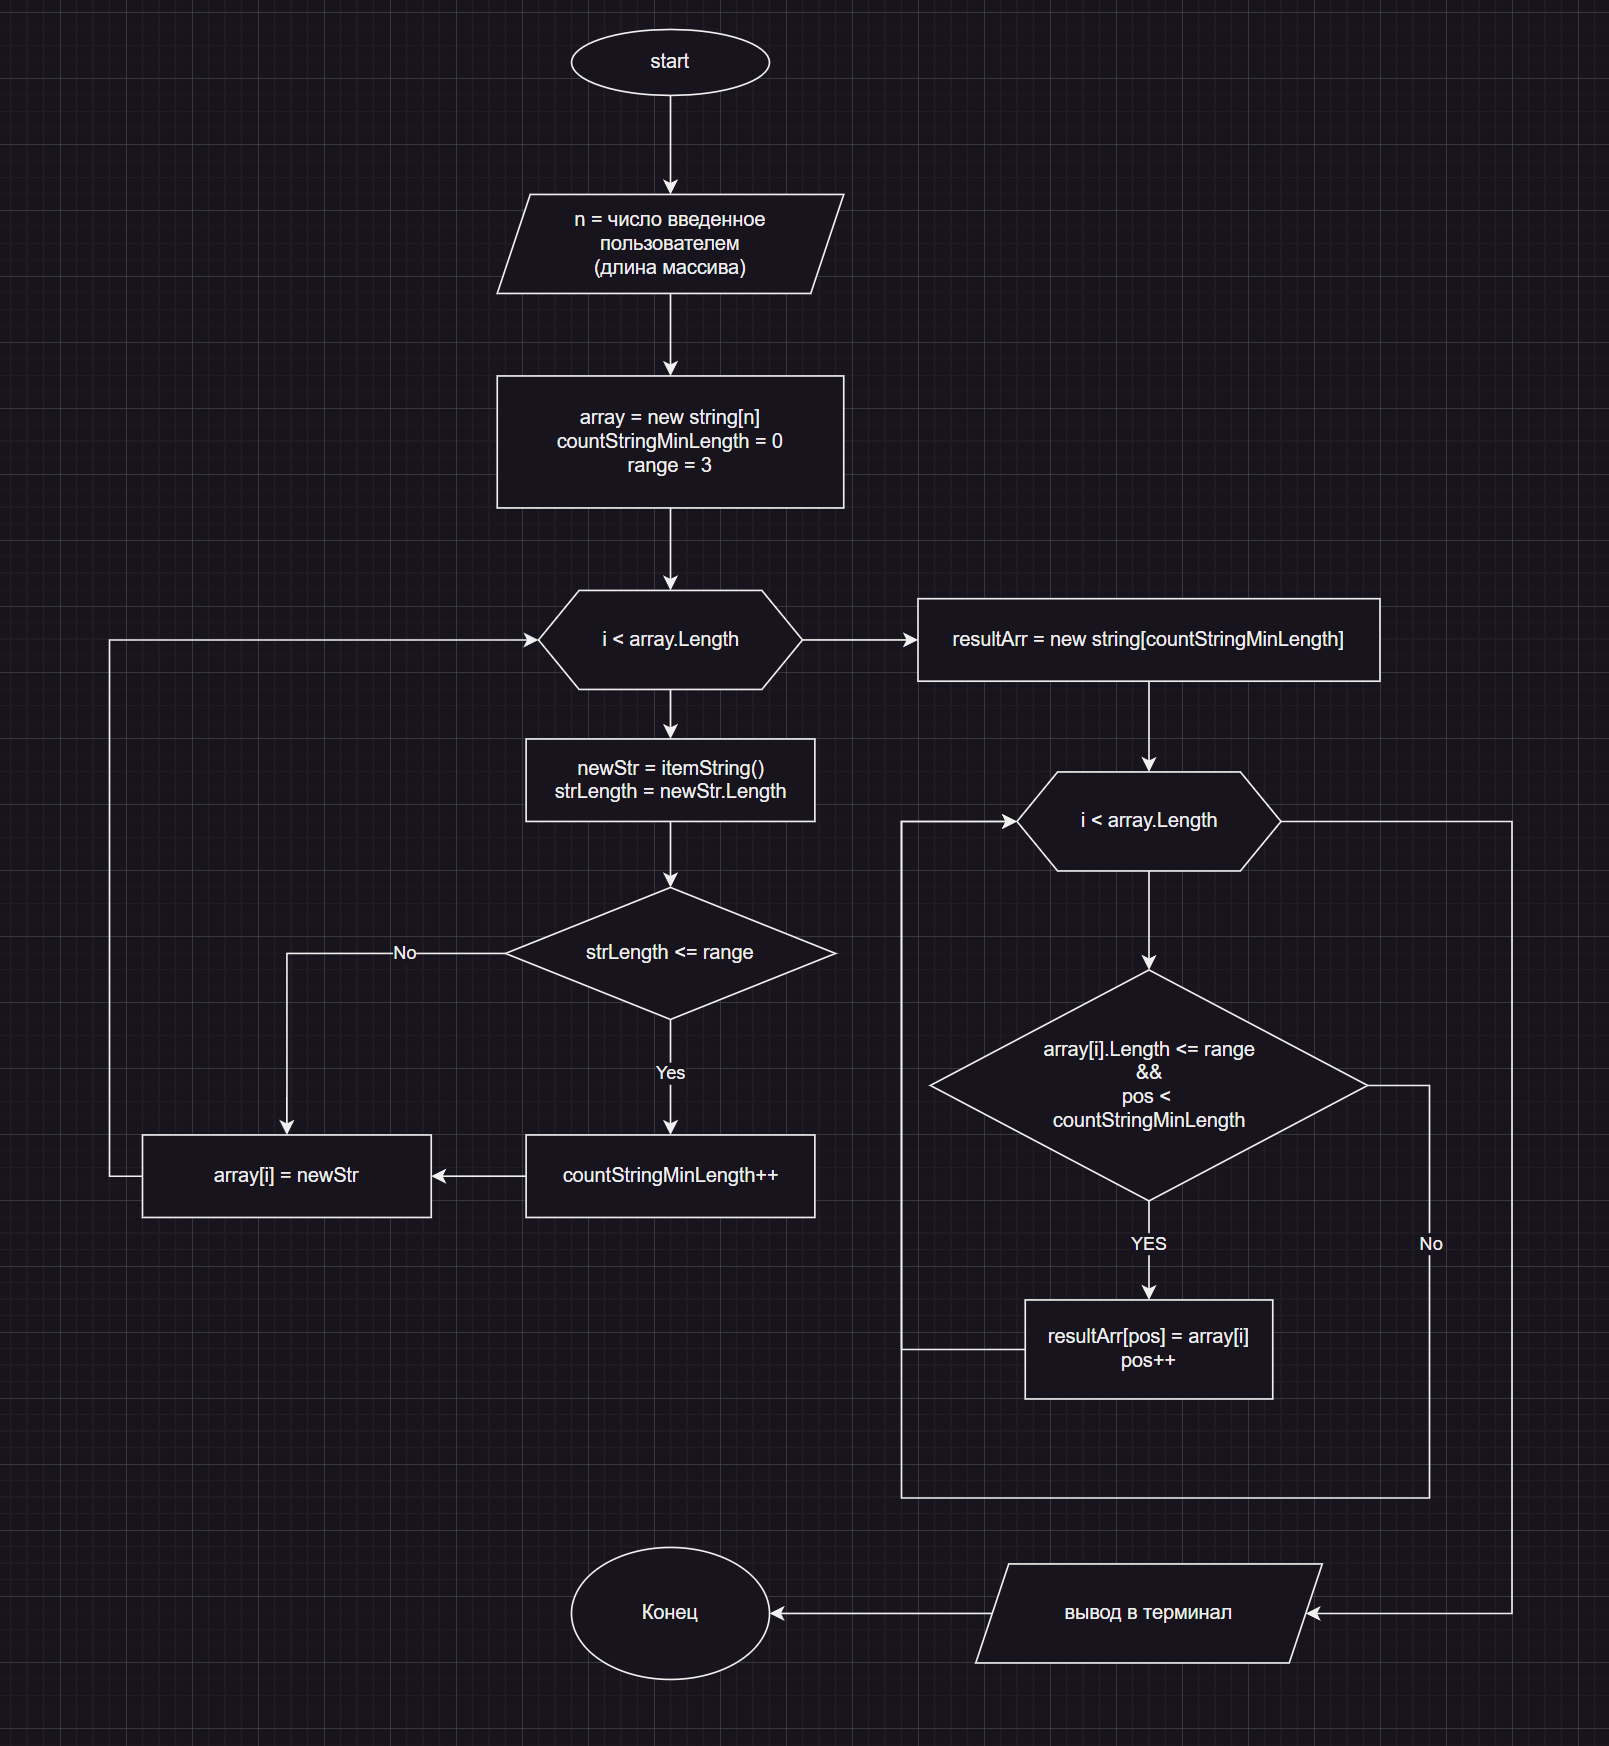 start
n = число введенное
пользователем
(длина массива)
array = new string[n]
countStringMinLength = 0
range = 3
i < array.Length
newStr = itemString()
strLength = newStr.Length
strLength <= range
No
Yes
countStringMinLength++
array[i] = newStr
resultArr = new string[countStringMinLength]
i < array.Length
array[i].Length <= range
&&
pos <
countStringMinLength
YES
No
resultArr[pos] = array[i]
pos++
вывод в терминал
Конец